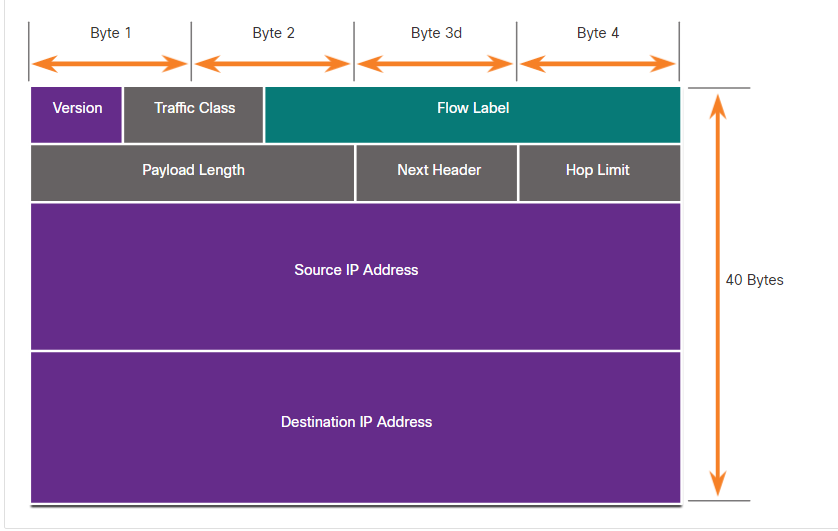 Byte 1 Byte 2 Byte 3d Byte 4
Version Traffic Class Flow Label
Payload Length Next Header Hop Limit
Source IP Address
40 Bytes
Destination IP Address